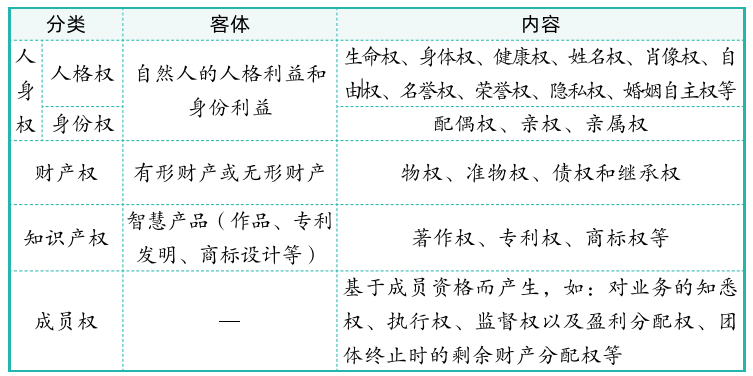 分类 客体 内容
人身权
人格权
自然人的人格利益和
身份利益
生命权、身体权、健康权、姓名权、肖像权、自
由权、名誉权、荣誉权、隐私权、婚姻自主权等
身份权
配偶权、亲权、亲属权
财产权 有形财产或无形财产 物权、准物权、债权和继承权
知识产权
智慧产品（作品、专利
发明、商标设计等）
著作权、专利权、商标权等
成员权 —
基于成员资格而产生，如：对业务的知悉
权、执行权、监督权以及盈利分配权、团
体终止时的剩余财产分配权等